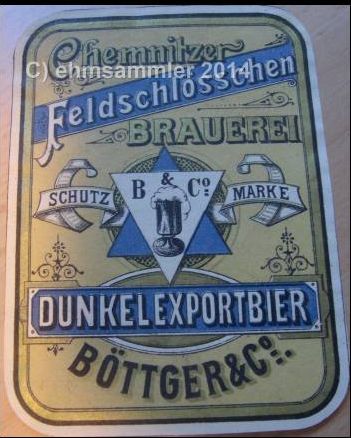 Chemnitzer
C) ehmsammler 2014
Feldschlösschen
BRAUEREI
B & Co
SCHUTZ MARKE
DUNKELEXPORTBIER
BÖTTGER & Co.